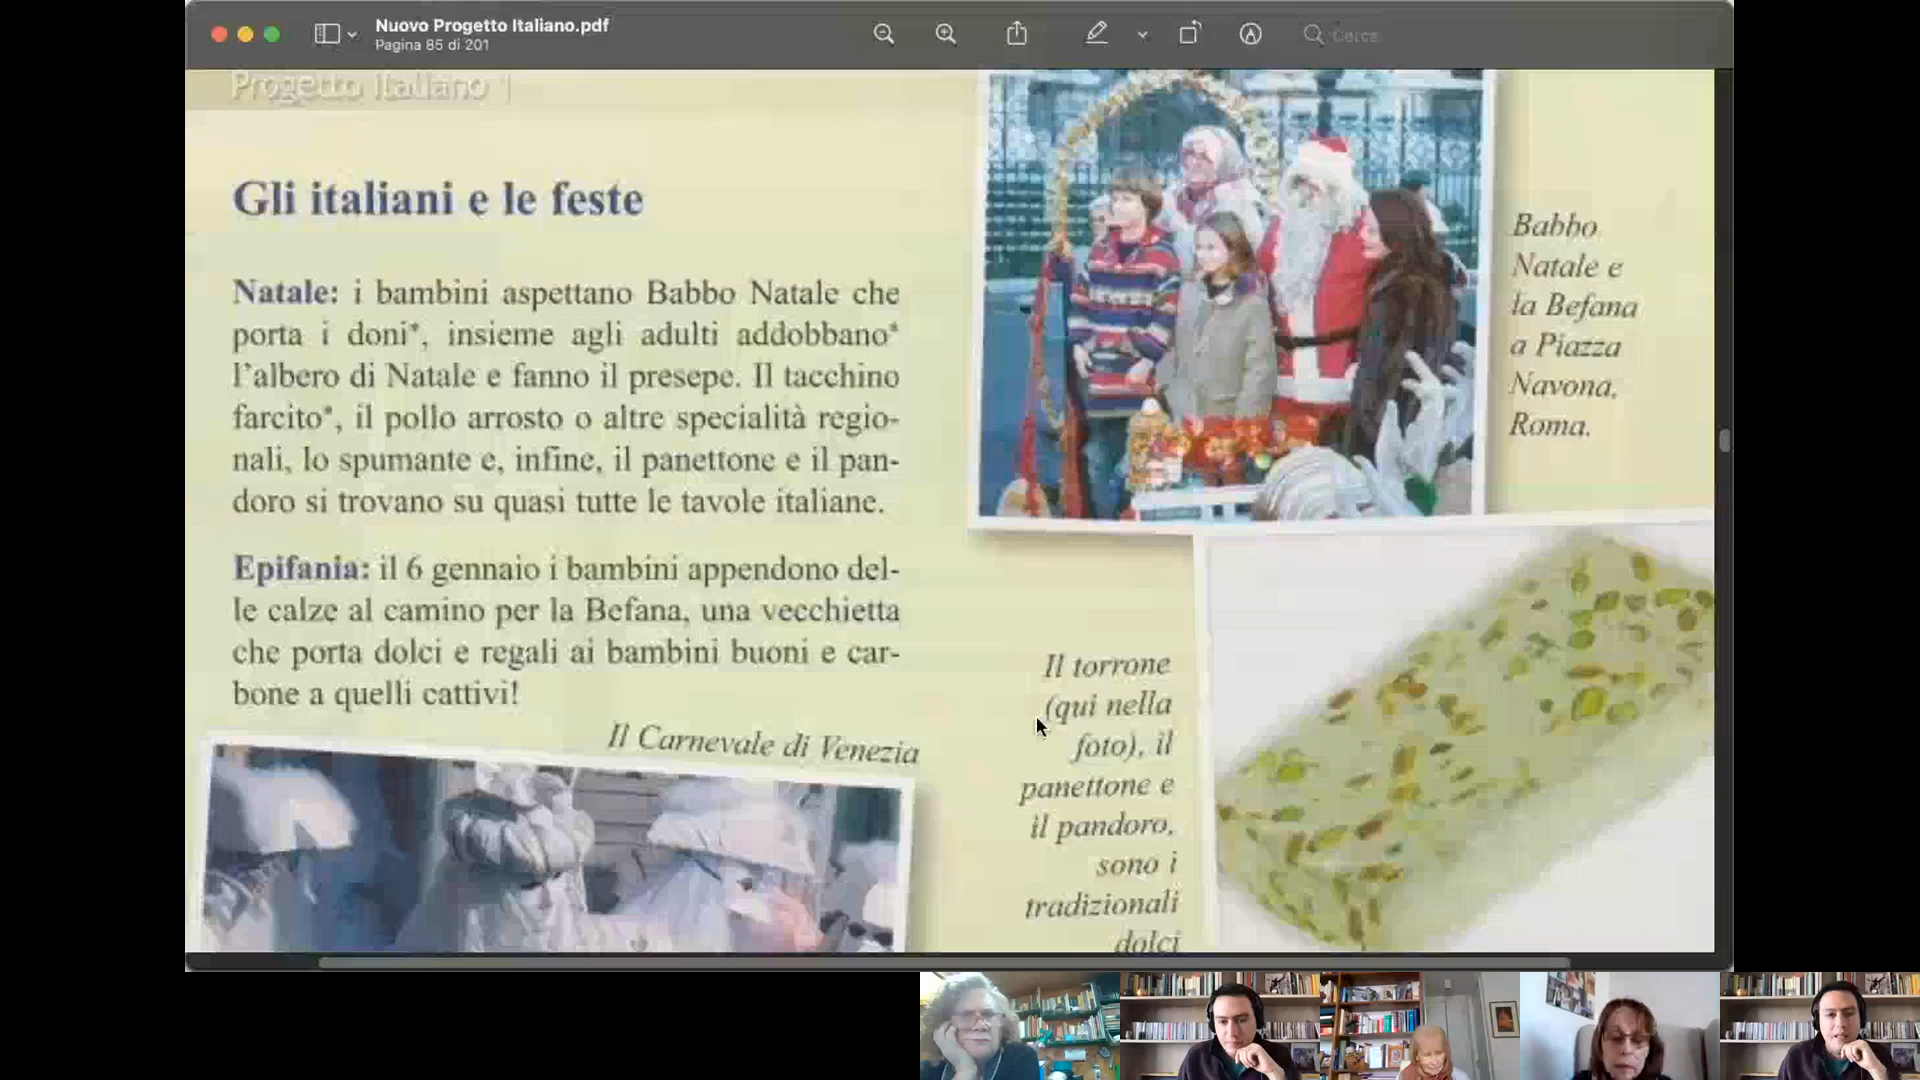 Nuovo Progetto Italiano.pdf
Pagina 85 di 201
Cerca
Progetto Italiano 1
Gli italiani e le feste
Natale: i bambini aspettano Babbo Natale che
porta i doni*, insieme agli adulti addobbano*
l'albero di Natale e fanno il presepe. Il tacchino
farcito*, il pollo arrosto o altre specialità regio-
nali, lo spumante e, infine, il panettone e il pan-
doro si trovano su quasi tutte le tavole italiane.
Epifania: il 6 gennaio i bambini appendono del-
le calze al camino per la Befana, una vecchietta
che porta dolci e regali ai bambini buoni e car-
bone a quelli cattivi!
Il Carnevale di Venezia
Babbo
Natale e
la Befana
a Piazza
Navona,
Roma.
Il torrone
(qui nella
foto), il
panettone e
il pandoro,
sono i
tradizionali
dolci